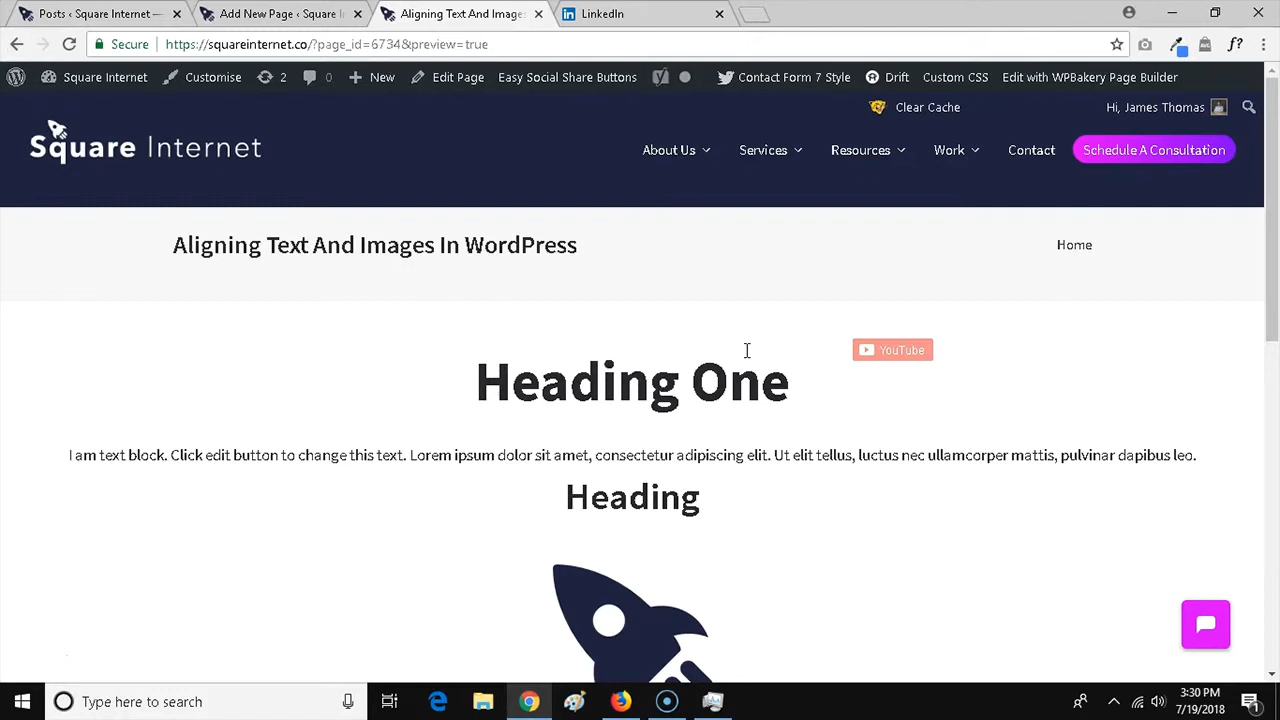 Posts ‹ Square Internet —
Add New Page ‹ Square I
Aligning Text And Images
LinkedIn
Secure
https://squareinternet.co/?page_id=6734&preview=true
f?
Square Internet
Customise
2
0
New
Edit Page
Easy Social Share Buttons
Contact Form 7 Style
Drift
Custom CSS
Edit with WPBakery Page Builder
Clear Cache
Hi, James Thomas
Square Internet
About Us
Services
Resources
Work
Contact
Schedule A Consultation
Aligning Text And Images In WordPress
Home
YouTube
Heading One
I am text block. Click edit button to change this text. Lorem ipsum dolor sit amet, consectetur adipiscing elit. Ut elit tellus, luctus nec ullamcorper mattis, pulvinar dapibus leo.
Heading
Type here to search
3:30 PM
7/19/2018
1